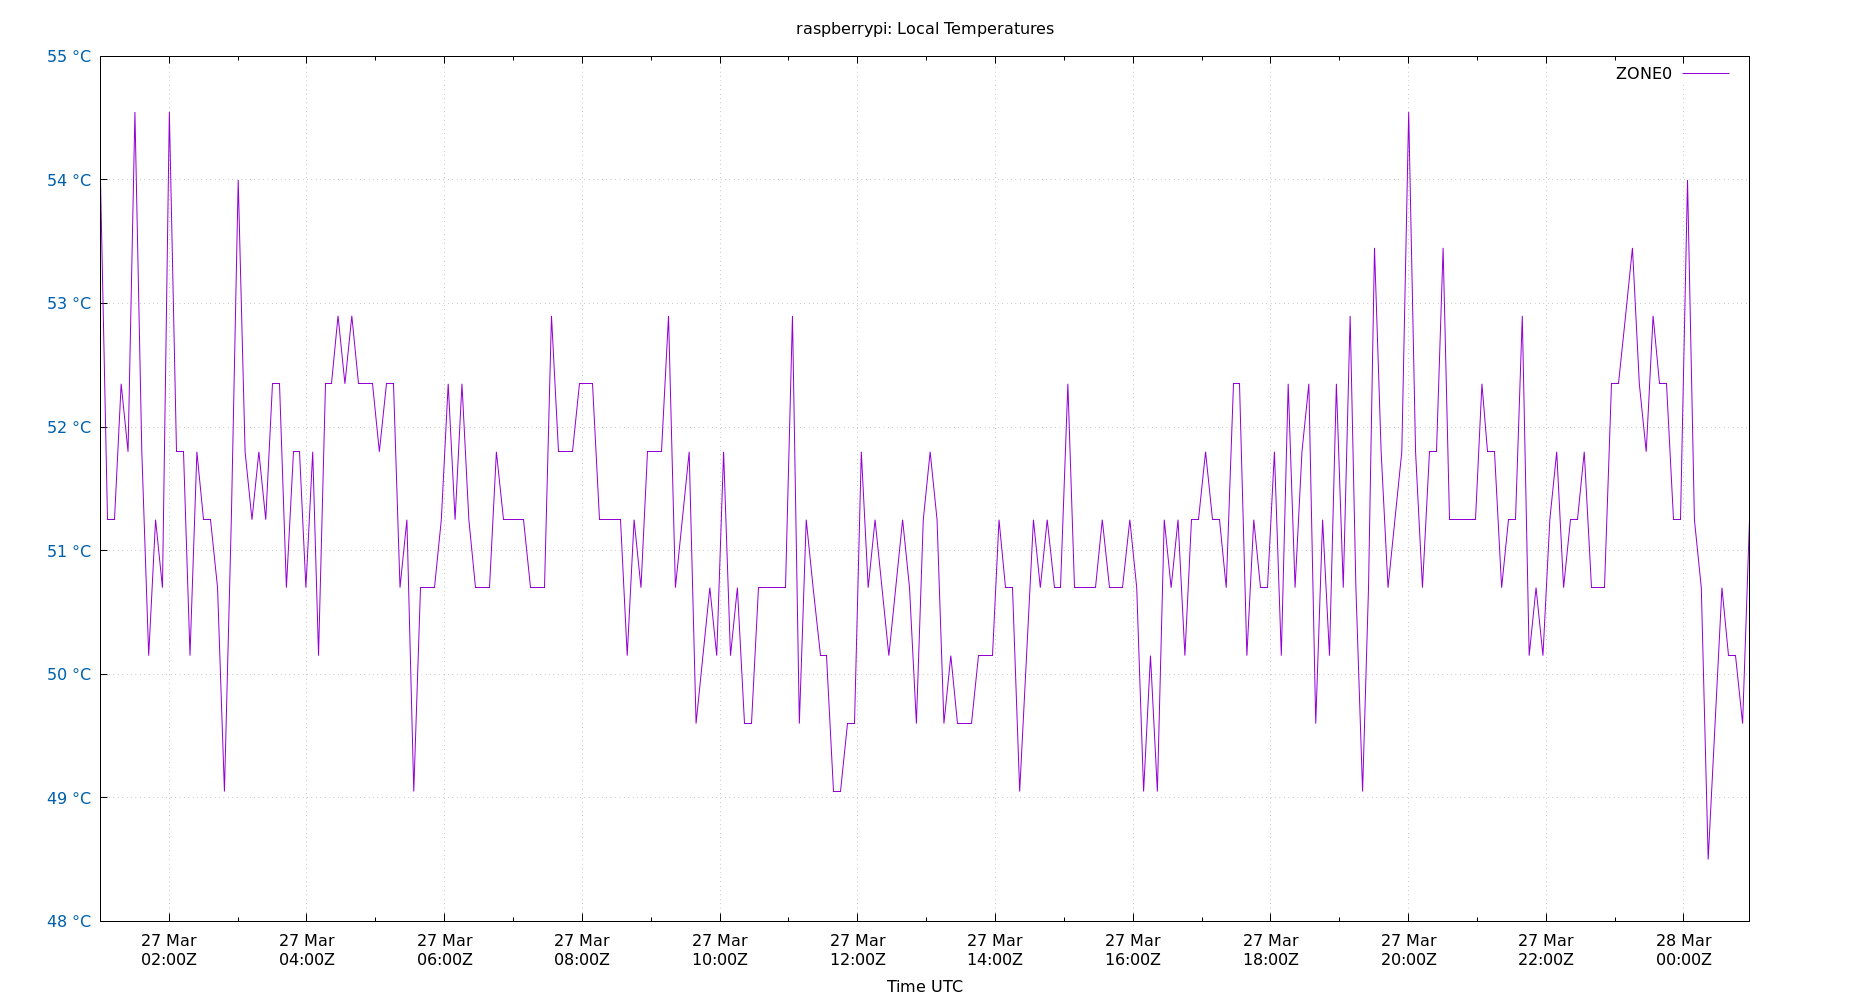 raspberrypi: Local Temperatures
55 °C
ZONE0
54 °C
53 °C
52 °C
51 °C
50 °C
49 °C
48 °C
27 Mar 27 Mar 27 Mar 27 Mar 27 Mar 27 Mar 27 Mar 27 Mar 27 Mar 27 Mar 27 Mar 28 Mar
02:00Z 04:00Z 06:00Z 08:00Z 10:00Z 12:00Z 14:00Z 16:00Z 18:00Z 20:00Z 22:00Z 00:00Z
Time UTC